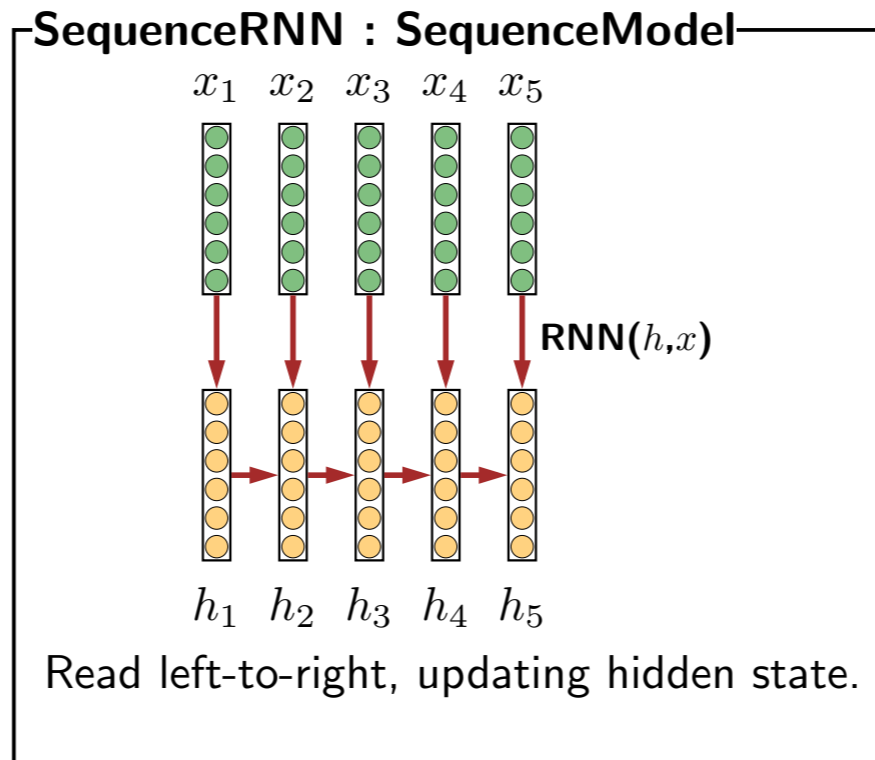 SequenceRNN : SequenceModel
x₁ x₂ x₃ x₄ x₅
RNN(h,x)
h₁ h₂ h₃ h₄ h₅
Read left-to-right, updating hidden state.